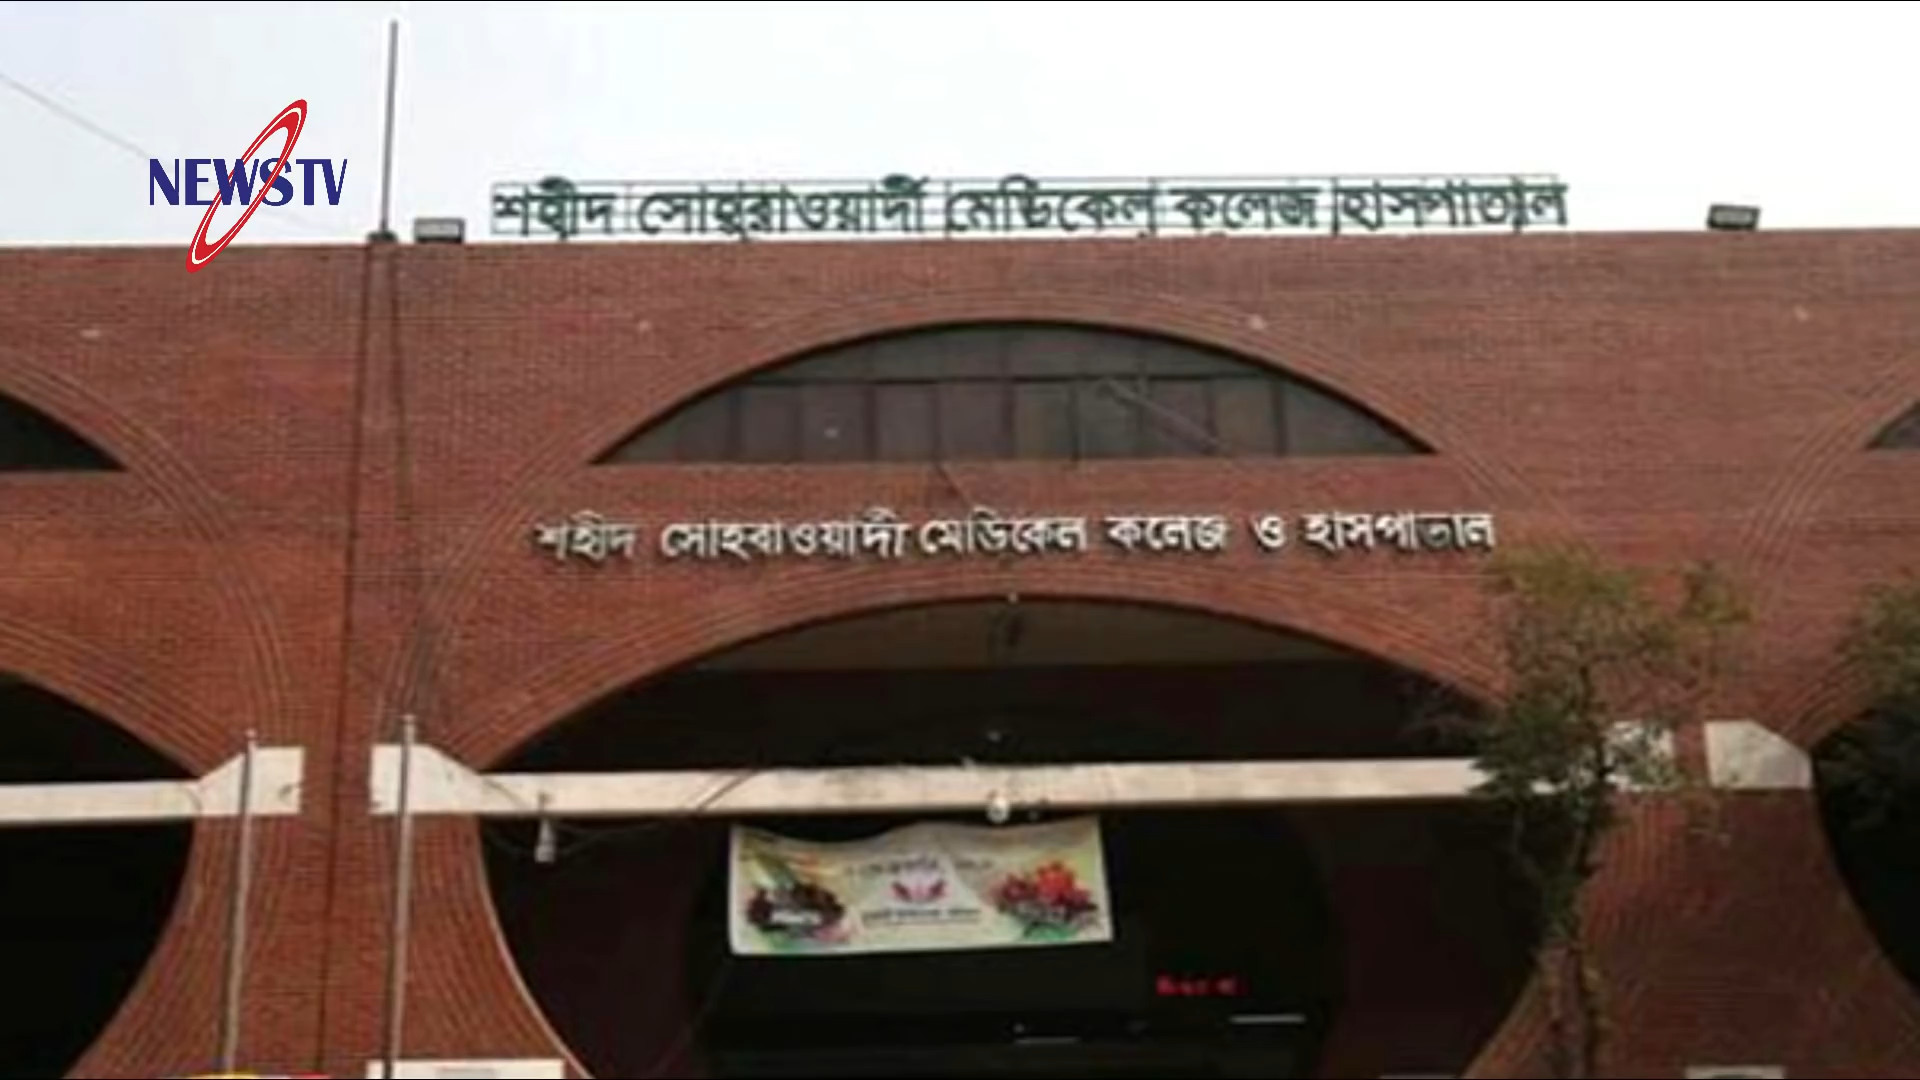 NEWSTV
শহীদ সোহরাওয়ার্দী মেডিকেল কলেজ হাসপাতাল
শহীদ সোহরাওয়ার্দী মেডিকেল কলেজ ও হাসপাতাল